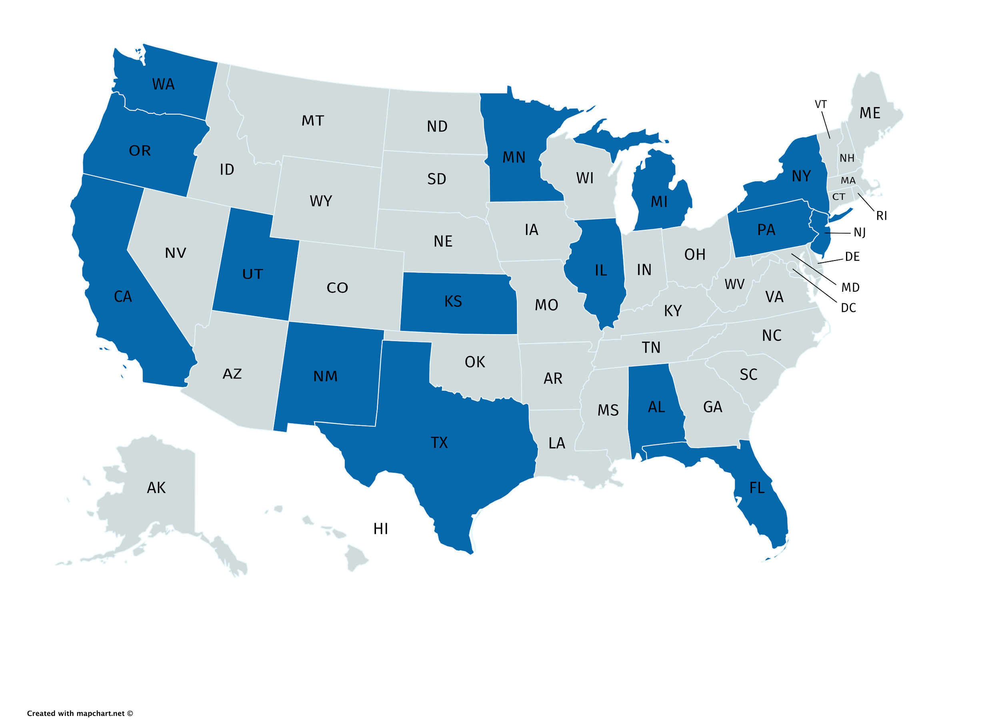 WA
VT
ME
MT
ND
OR
MN
NH
ID
NY
SD
WI
MA
CT
WY
MI
RI
IA
PA
NJ
NE
NV
OH
DE
UT
IL
IN
WV
CO
MD
CA
VA
KS
MO
DC
KY
NC
TN
OK
AZ
NM
AR
SC
AL
GA
MS
TX
LA
AK
FL
HI
Created with mapchart.net ©